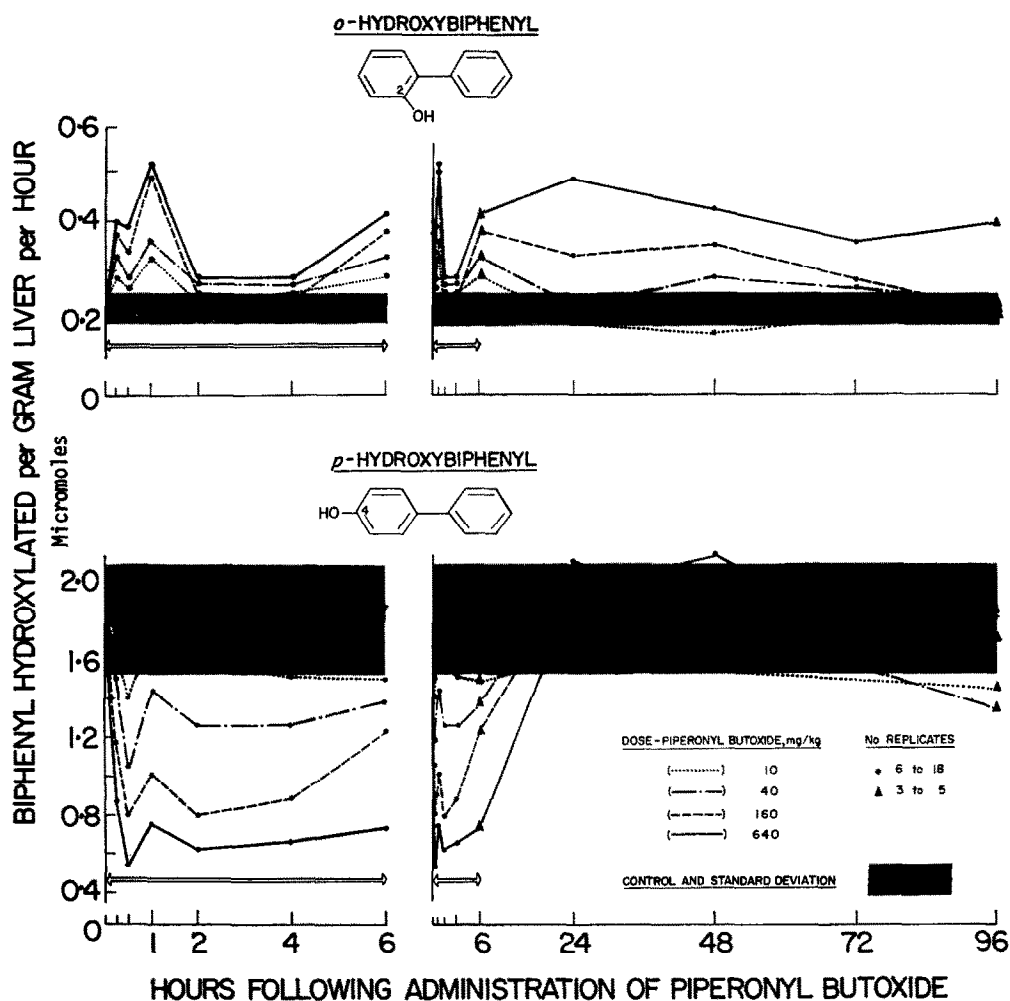 o-HYDROXYBIPHENYL
2
OH
BIPHENYL HYDROXYLATED per GRAM LIVER per HOUR
Micromoles
0·6
0·4
0·2
0
p-HYDROXYBIPHENYL
HO
4
2·0
1·6
1·2
0·8
0·4
0
DOSE-PIPERONYL BUTOXIDE, mg/kg
No REPLICATES
(··········) 10
(—·—·—) 40
(-----) 160
(———) 640
• 6 to 18
▲ 3 to 5
CONTROL AND STANDARD DEVIATION
1 2 4 6 6 24 48 72 96
HOURS FOLLOWING ADMINISTRATION OF PIPERONYL BUTOXIDE